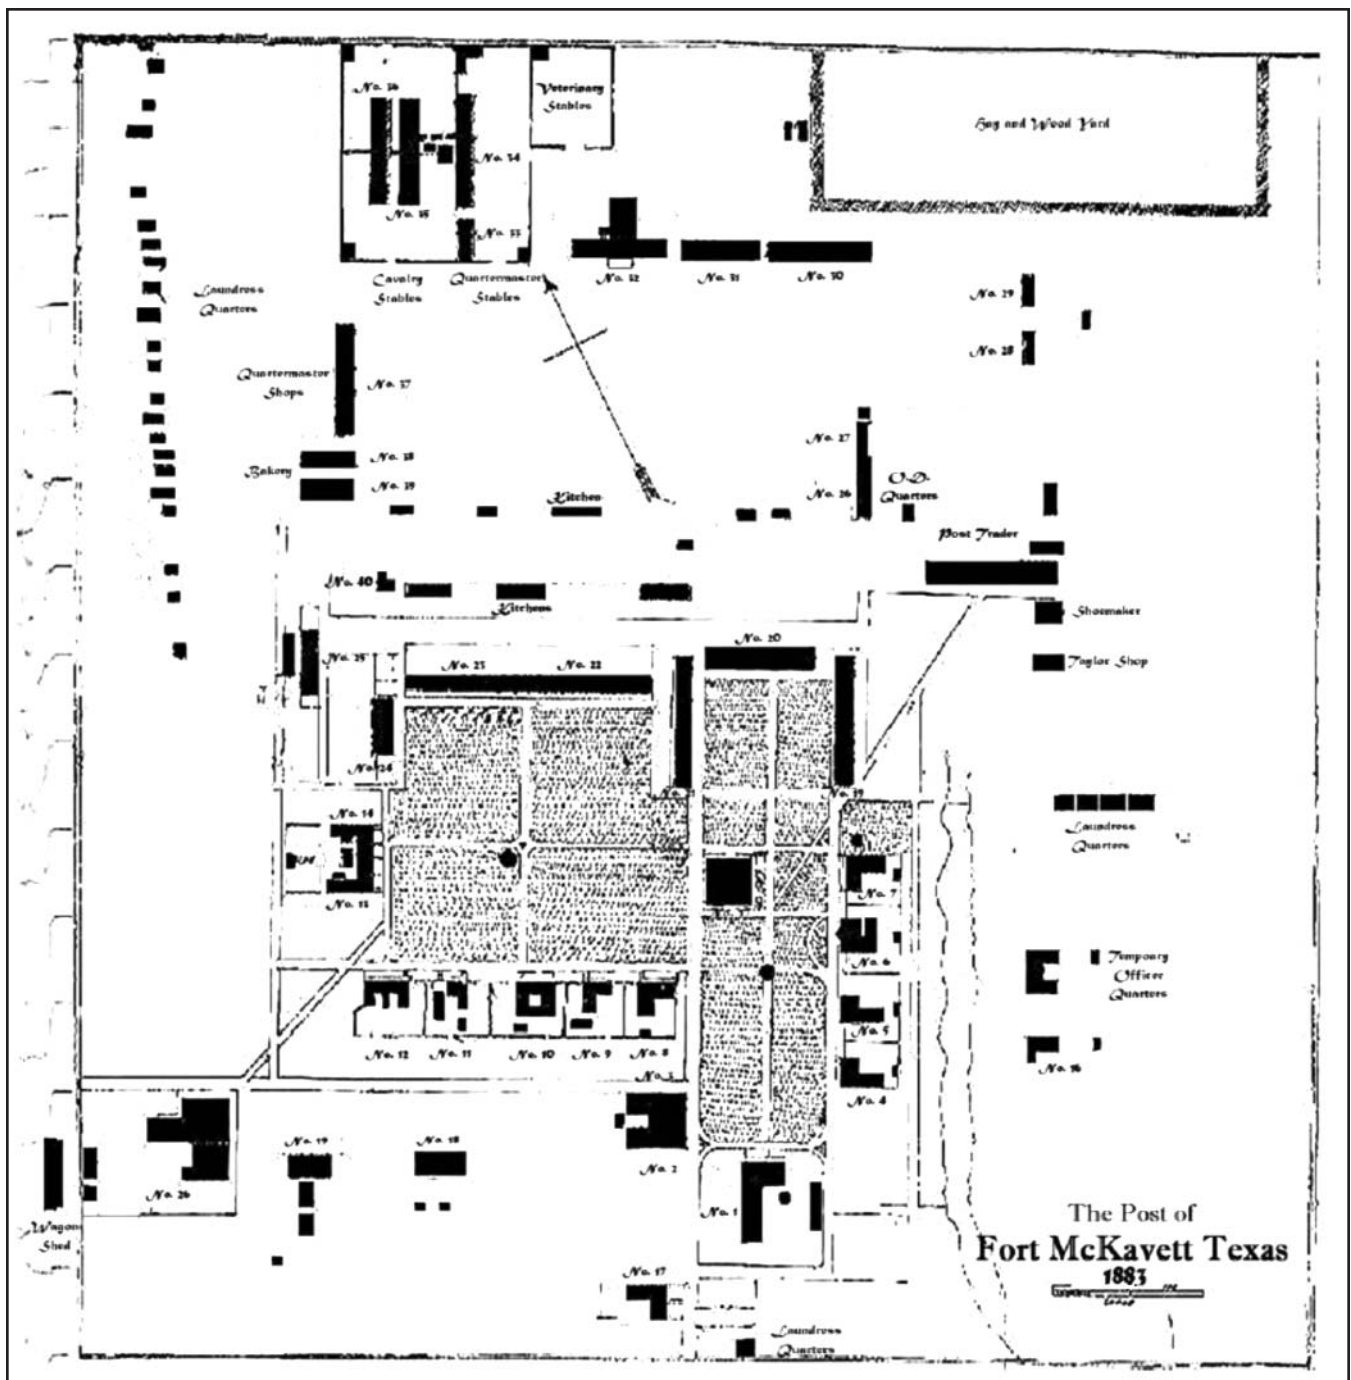 No. 36
Veterinary
Stables
Hay and Wood Yard
No. 34
No. 35
No. 33
Cavalry
Stables
Quartermaster
Stables
No. 32
No. 31
No. 30
Laundress
Quarters
No. 29
No. 28
Quartermaster
Shops
No. 37
No. 27
Bakery
No. 38
No. 39
No. 26
O.D.
Quarters
Kitchen
Post Trader
No. 40
Kitchens
Shoemaker
No. 20
No. 25
No. 23
No. 22
Taylor Shop
No. 24
No. 19
No. 14
Laundress
Quarters
No. 7
No. 13
No. 6
Tempoary
Officer
Quarters
No. 5
No. 12
No. 11
No. 10
No. 9
No. 8
No. 3
No. 16
No. 4
No. 19
No. 18
No. 2
No. 26
No. 1
Wagon
Shed
The Post of
Fort McKavett Texas
1883
No. 17
Laundress
Quarters